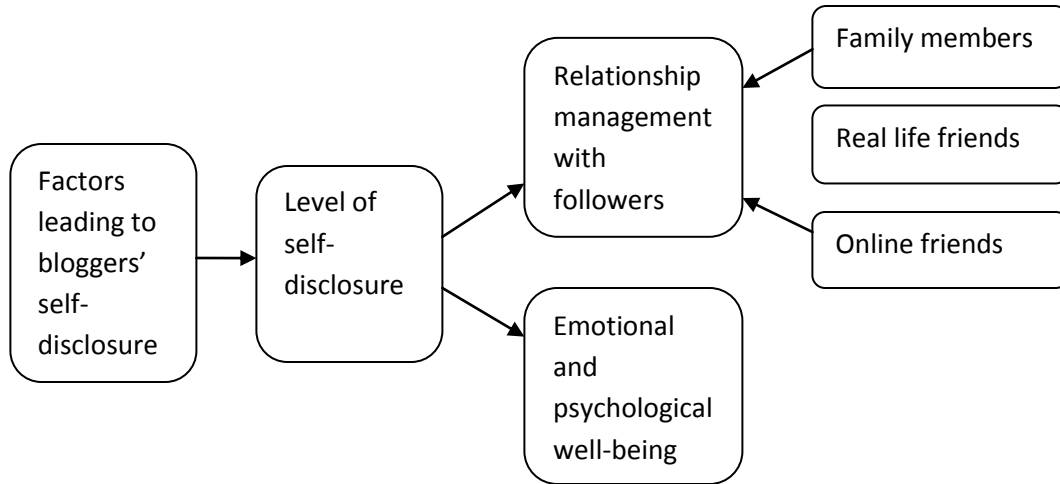 Factors
leading to
bloggers’
self-
disclosure
Level of
self-
disclosure
Relationship
management
with
followers
Emotional
and
psychological
well-being
Family members
Real life friends
Online friends